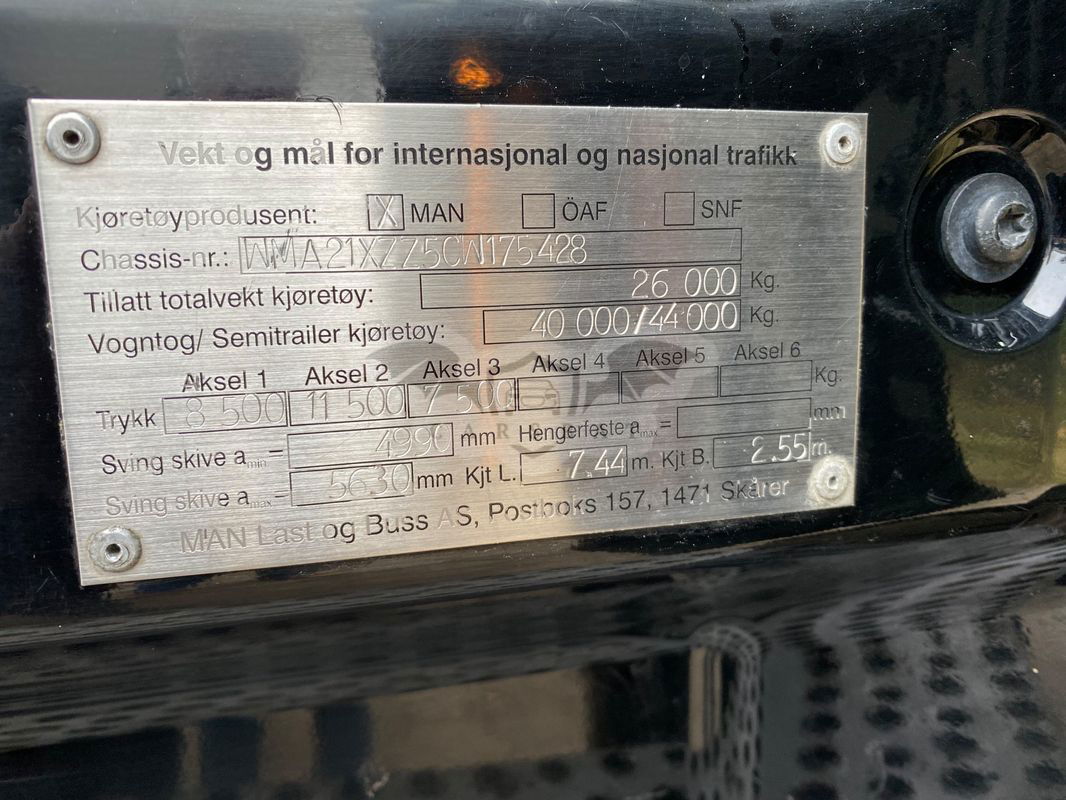 Vekt og mål for internasjonal og nasjonal trafikk
Kjøretøyprodusent: X MAN ÖAF SNF
Chassis-nr.: WMA21XZZ5CW175428
Tillatt totalvekt kjøretøy: 26 000 Kg.
Vogntog/ Semitrailer kjøretøy: 40 000/44 000 Kg.
Aksel 1 Aksel 2 Aksel 3 Aksel 4 Aksel 5 Aksel 6
Trykk 8 500 11 500 7 500 Kg.
Sving skive a min = 4990 mm Hengerfeste a max = mm
Sving skive a max = 5630 mm Kjt L. 7.44 m. Kjt B. 2.55 m.
MAN Last og Buss AS, Postboks 157, 1471 Skårer